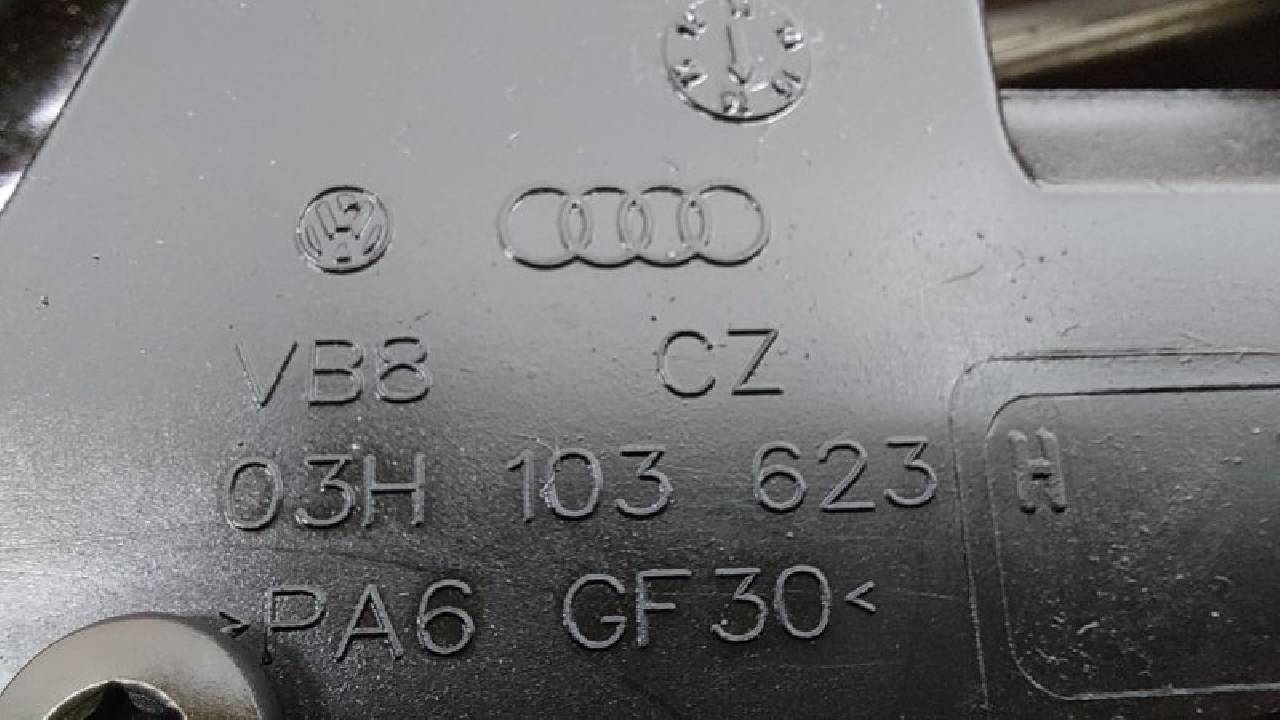 VB8 CZ
03H 103 623 H
>PA6 GF30<